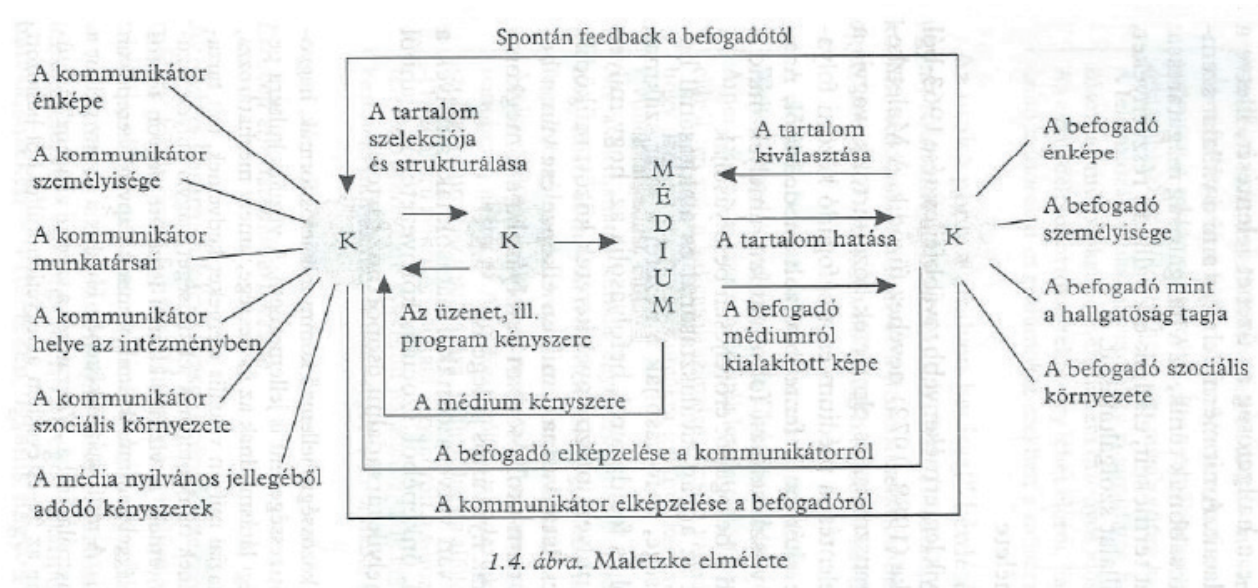 Spontán feedback a befogadótól
A kommunikátor
énképe
A kommunikátor
személyisége
A kommunikátor
munkatársai
A kommunikátor
helye az intézményben
A kommunikátor
szociális környezete
A média nyilvános jellegéből
adódó kényszerek
K
A tartalom
szelekciója
és strukturálása
K
Az üzenet, ill.
program kényszere
A médium kényszere
M
É
D
I
U
M
A tartalom
kiválasztása
A tartalom hatása
A befogadó
médiumról
kialakított képe
K
A befogadó
énképe
A befogadó
személyisége
A befogadó mint
a hallgatóság tagja
A befogadó szociális
környezete
A befogadó elképzelése a kommunikátorról
A kommunikátor elképzelése a befogadóról
1.4. ábra. Maletzke elmélete